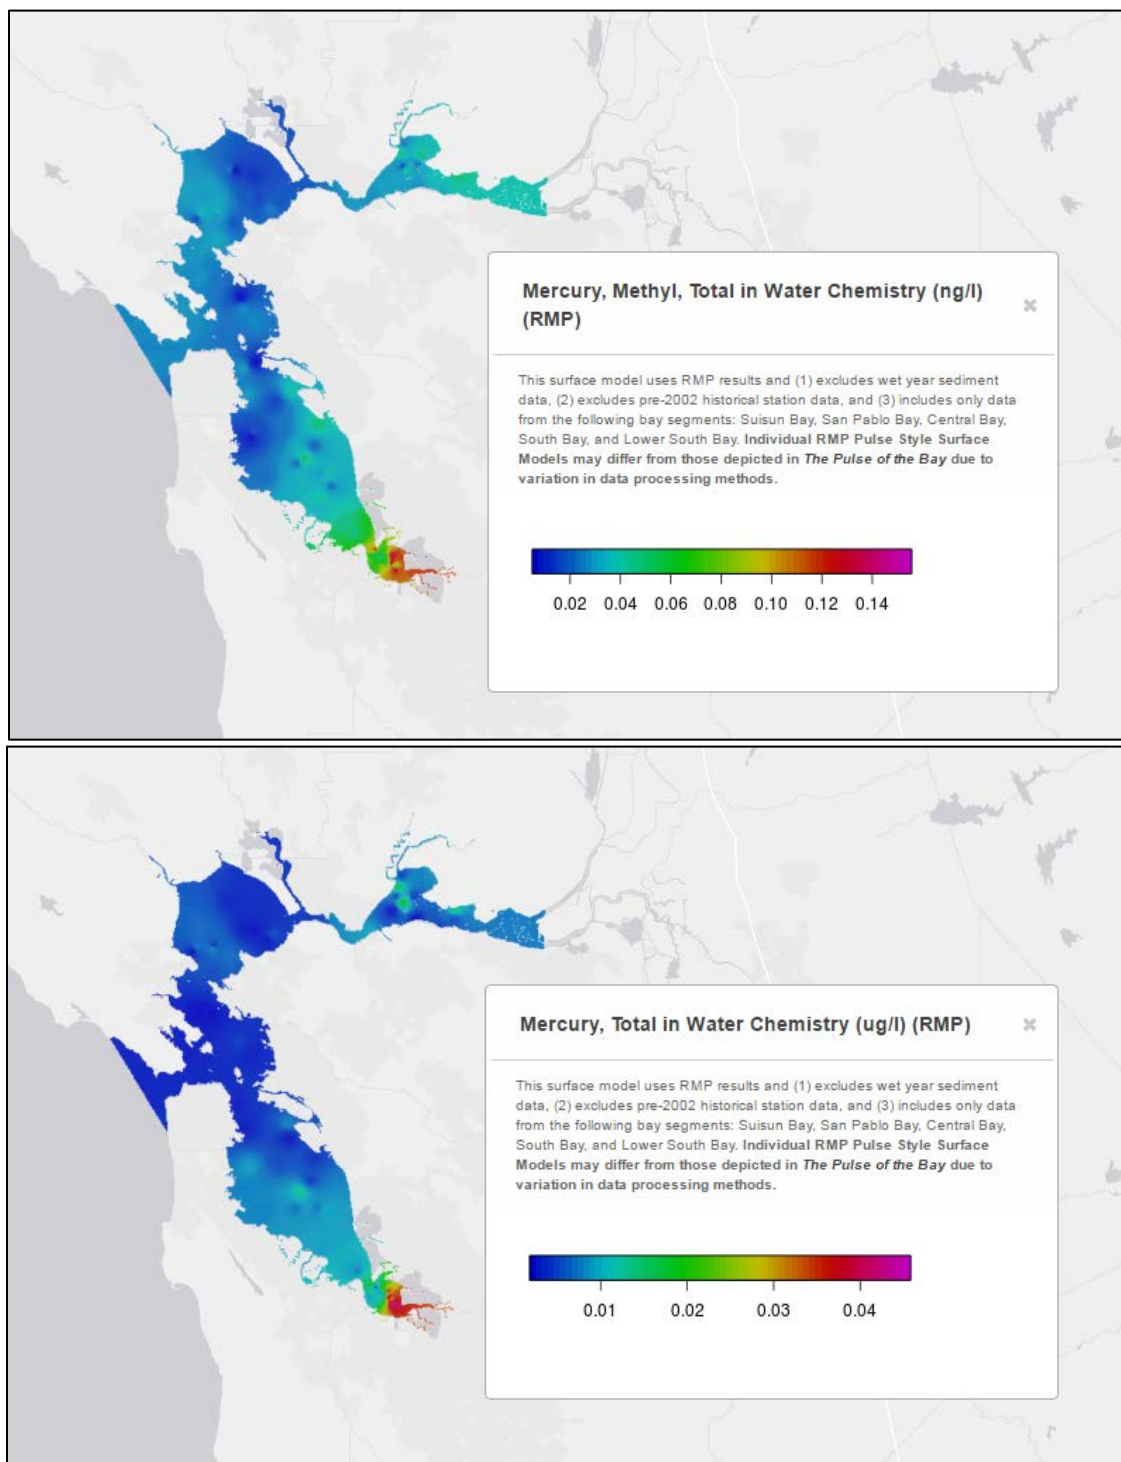 Mercury, Methyl, Total in Water Chemistry (ng/l)
(RMP)
This surface model uses RMP results and (1) excludes wet year sediment
data, (2) excludes pre-2002 historical station data, and (3) includes only data
from the following bay segments: Suisun Bay, San Pablo Bay, Central Bay,
South Bay, and Lower South Bay. Individual RMP Pulse Style Surface
Models may differ from those depicted in The Pulse of the Bay due to
variation in data processing methods.
0.02 0.04 0.06 0.08 0.10 0.12 0.14
Mercury, Total in Water Chemistry (ug/l) (RMP)
This surface model uses RMP results and (1) excludes wet year sediment
data, (2) excludes pre-2002 historical station data, and (3) includes only data
from the following bay segments: Suisun Bay, San Pablo Bay, Central Bay,
South Bay, and Lower South Bay. Individual RMP Pulse Style Surface
Models may differ from those depicted in The Pulse of the Bay due to
variation in data processing methods.
0.01 0.02 0.03 0.04